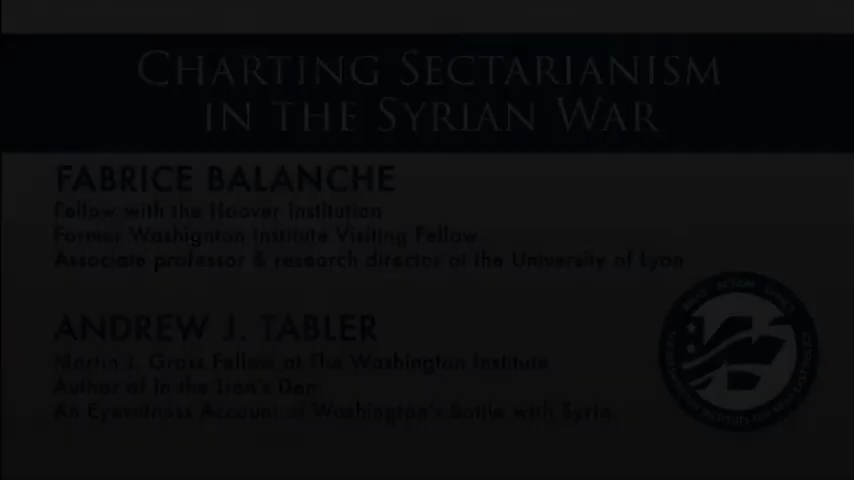 CHARTING SECTARIANISM
IN THE SYRIAN WAR
FABRICE BALANCHE
Fellow with the Hoover Institution
Former Washignton Institute Visiting Fellow
Associate professor & research director at the University of Lyon
ANDREW J. TABLER
Martin J. Gross Fellow at The Washington Institute
Author of In the Lion's Den:
An Eyewitness Account of Washington's Battle with Syria